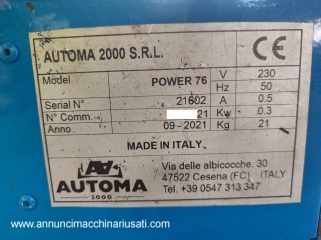 AUTOMA 2000 S.R.L. CE
Model POWER 76 V 230
Hz 50
Serial N° 21602 A 0.5
N° Comm. 21 Kw 0.3
Anno 09-2021 Kg 21
MADE IN ITALY
AUTOMA
2000
Via delle albicocche, 30
47522 Cesena (FC) ITALY
Tel. +39 0547 313 347
www.annuncimacchinariusati.com